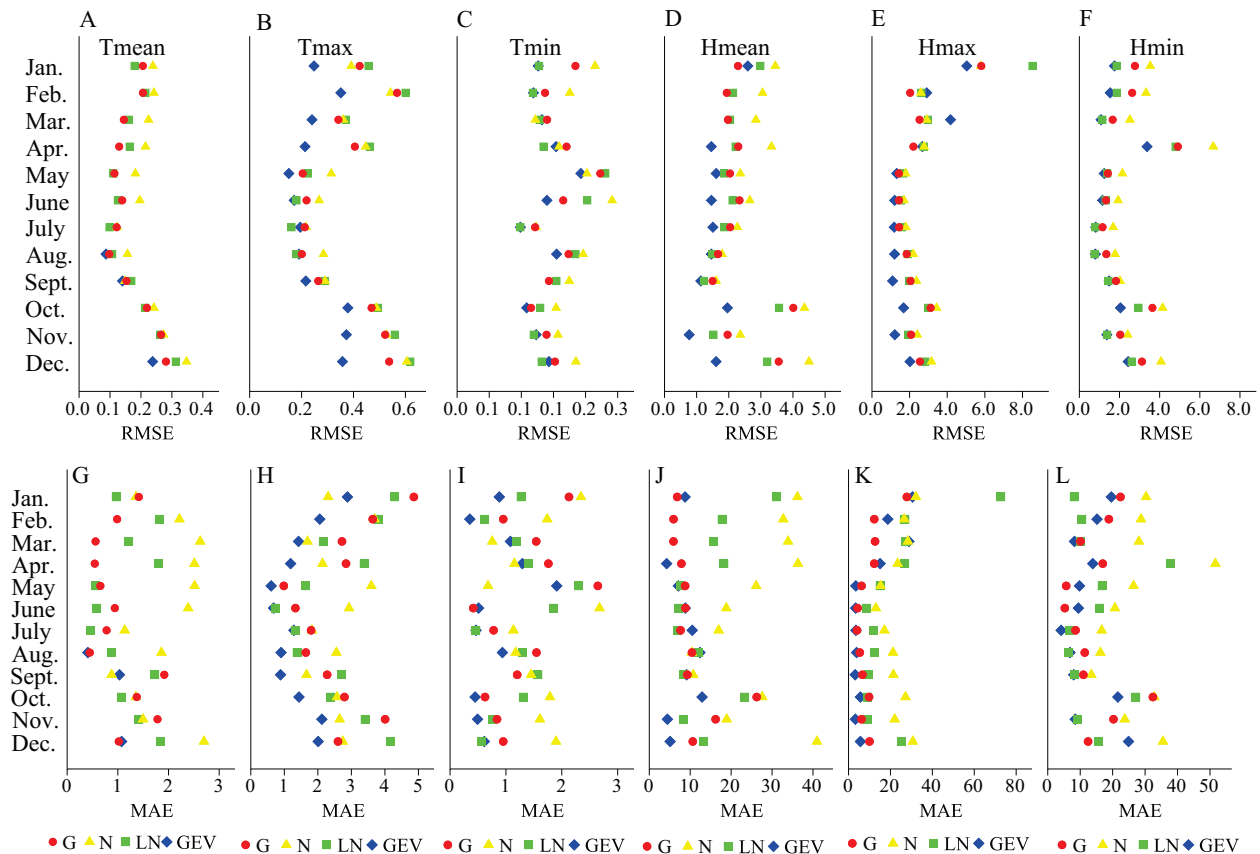 A B C D E F
Tmean Tmax Tmin Hmean Hmax Hmin
Jan.
Feb.
Mar.
Apr.
May
June
July
Aug.
Sept.
Oct.
Nov.
Dec.
0.0 0.1 0.2 0.3 0.4 0.0 0.2 0.4 0.6 0.0 0.1 0.1 0.2 0.3 0.0 1.0 2.0 3.0 4.0 5.0 0.0 2.0 4.0 6.0 8.0 0.0 2.0 4.0 6.0 8.0
RMSE RMSE RMSE RMSE RMSE RMSE
G H I J K L
Jan.
Feb.
Mar.
Apr.
May
June
July
Aug.
Sept.
Oct.
Nov.
Dec.
0 1 2 3 0 1 2 3 4 5 0 1 2 3 0 10 20 30 40 0 20 40 60 80 0 10 20 30 40 50
MAE MAE MAE MAE MAE MAE
G N LN GEV G N LN GEV G N LN GEV G N LN GEV G N LN GEV G N LN GEV